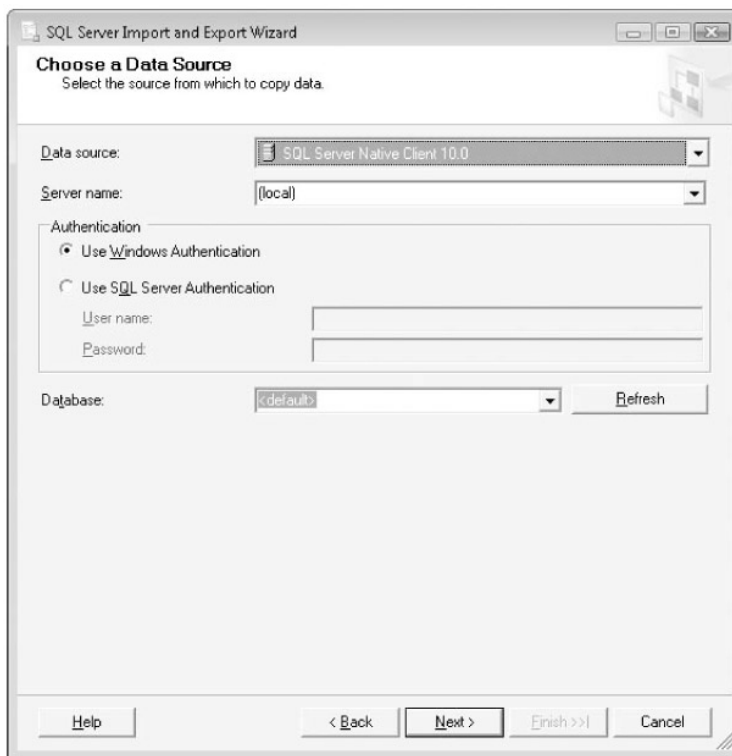 SQL Server Import and Export Wizard
Choose a Data Source
Select the source from which to copy data.
Data source: SQL Server Native Client 10.0
Server name: (local)
Authentication
Use Windows Authentication
Use SQL Server Authentication
User name:
Password:
Database: <default> Refresh
Help < Back Next > Finish >>| Cancel